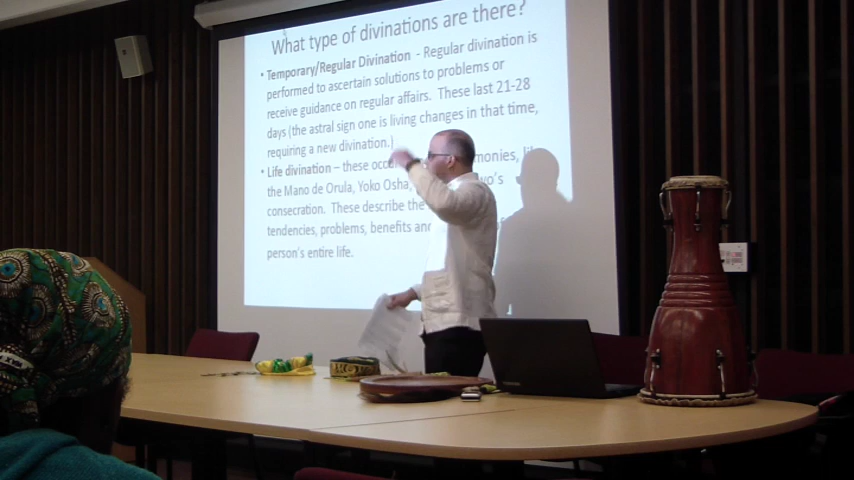 What type of divinations are there?
• Temporary/Regular Divination - Regular divination is
performed to ascertain solutions to problems or
receive guidance on regular affairs. These last 21-28
days (the astral sign one is living changes in that time,
requiring a new divination.)
• Life divination – these
the Mano de Orula, Yoko Osha,
consecration. These describe the
tendencies, problems, benefits
person's entire life.